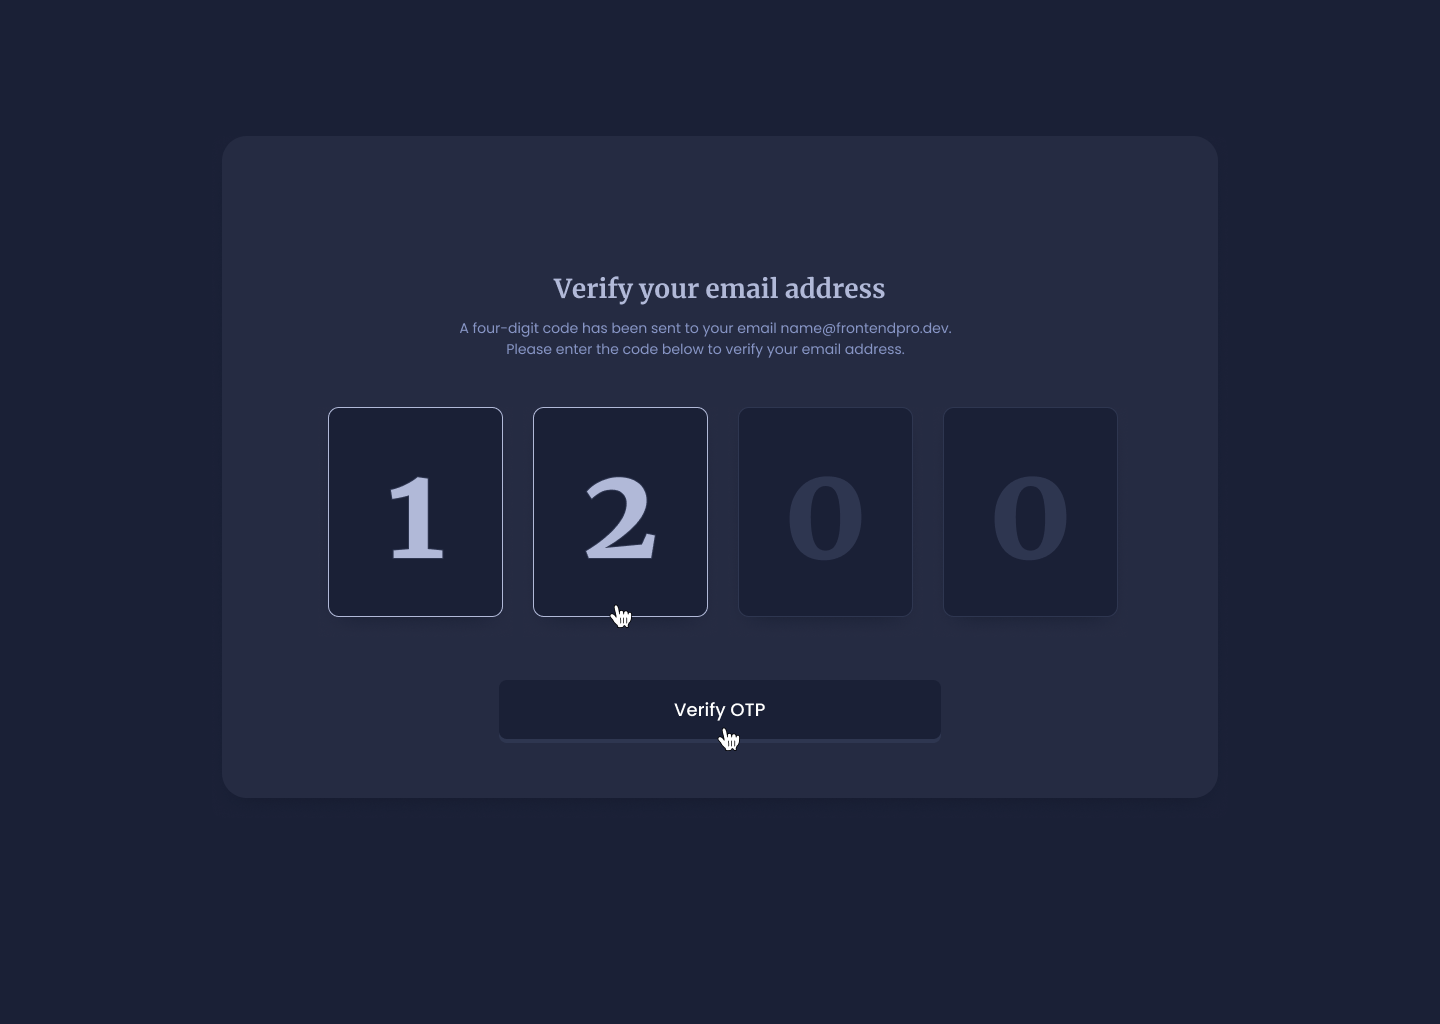 Verify your email address
A four-digit code has been sent to your email name@frontendpro.dev.
Please enter the code below to verify your email address.
1 2 0 0
Verify OTP